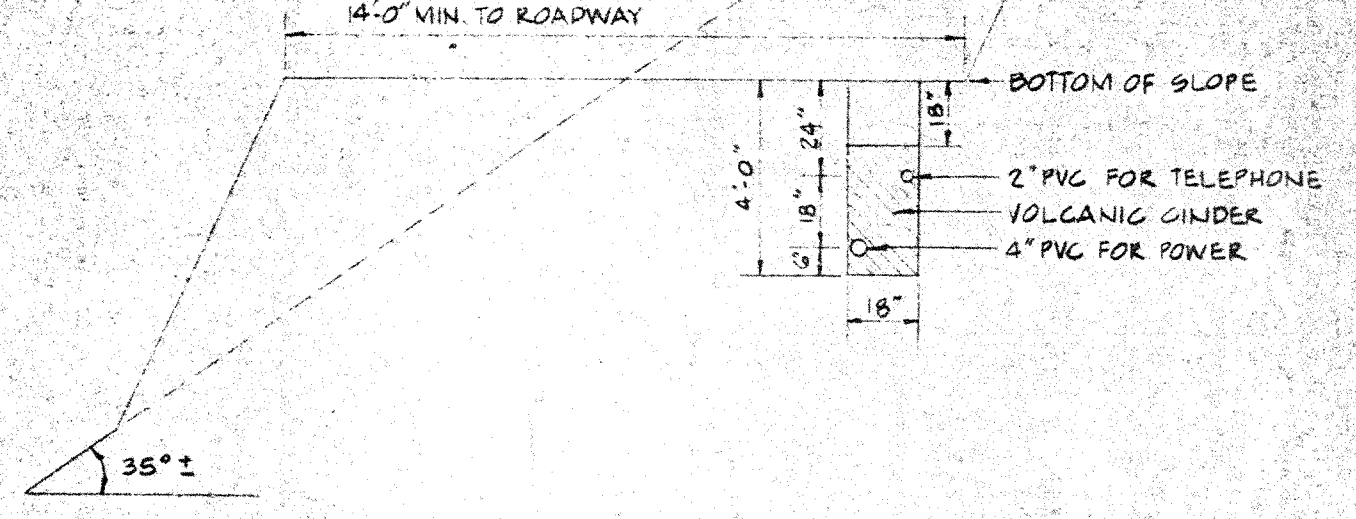 14'-0" MIN. TO ROADWAY
BOTTOM OF SLOPE
18"
24"
4'-0"
2" PVC FOR TELEPHONE
18"
VOLCANIC CINDER
4" PVC FOR POWER
6"
18"
35° ±